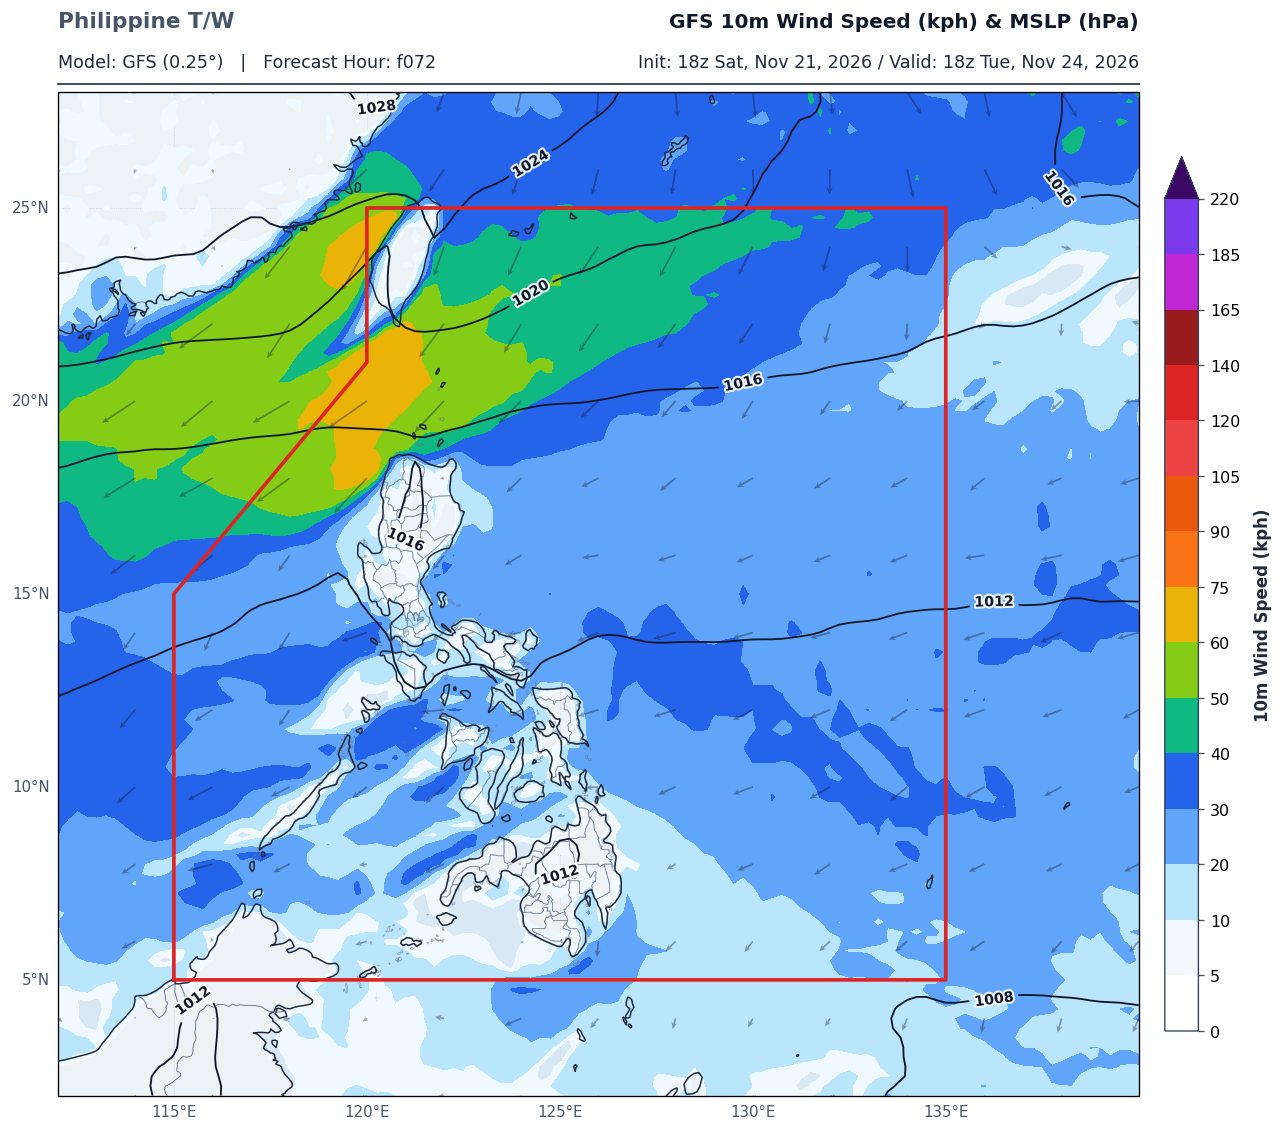 Philippine T/W
GFS 10m Wind Speed (kph) & MSLP (hPa)
Model: GFS (0.25°)   |   Forecast Hour: f072
Init: 18z Sat, Nov 21, 2026 / Valid: 18z Tue, Nov 24, 2026
1028
1024
1016
25°N
1020
1016
20°N
1016
15°N
1012
10°N
1012
5°N
1012
1008
115°E
120°E
125°E
130°E
135°E
220
185
165
140
120
105
90
75
60
50
40
30
20
10
5
0
10m Wind Speed (kph)